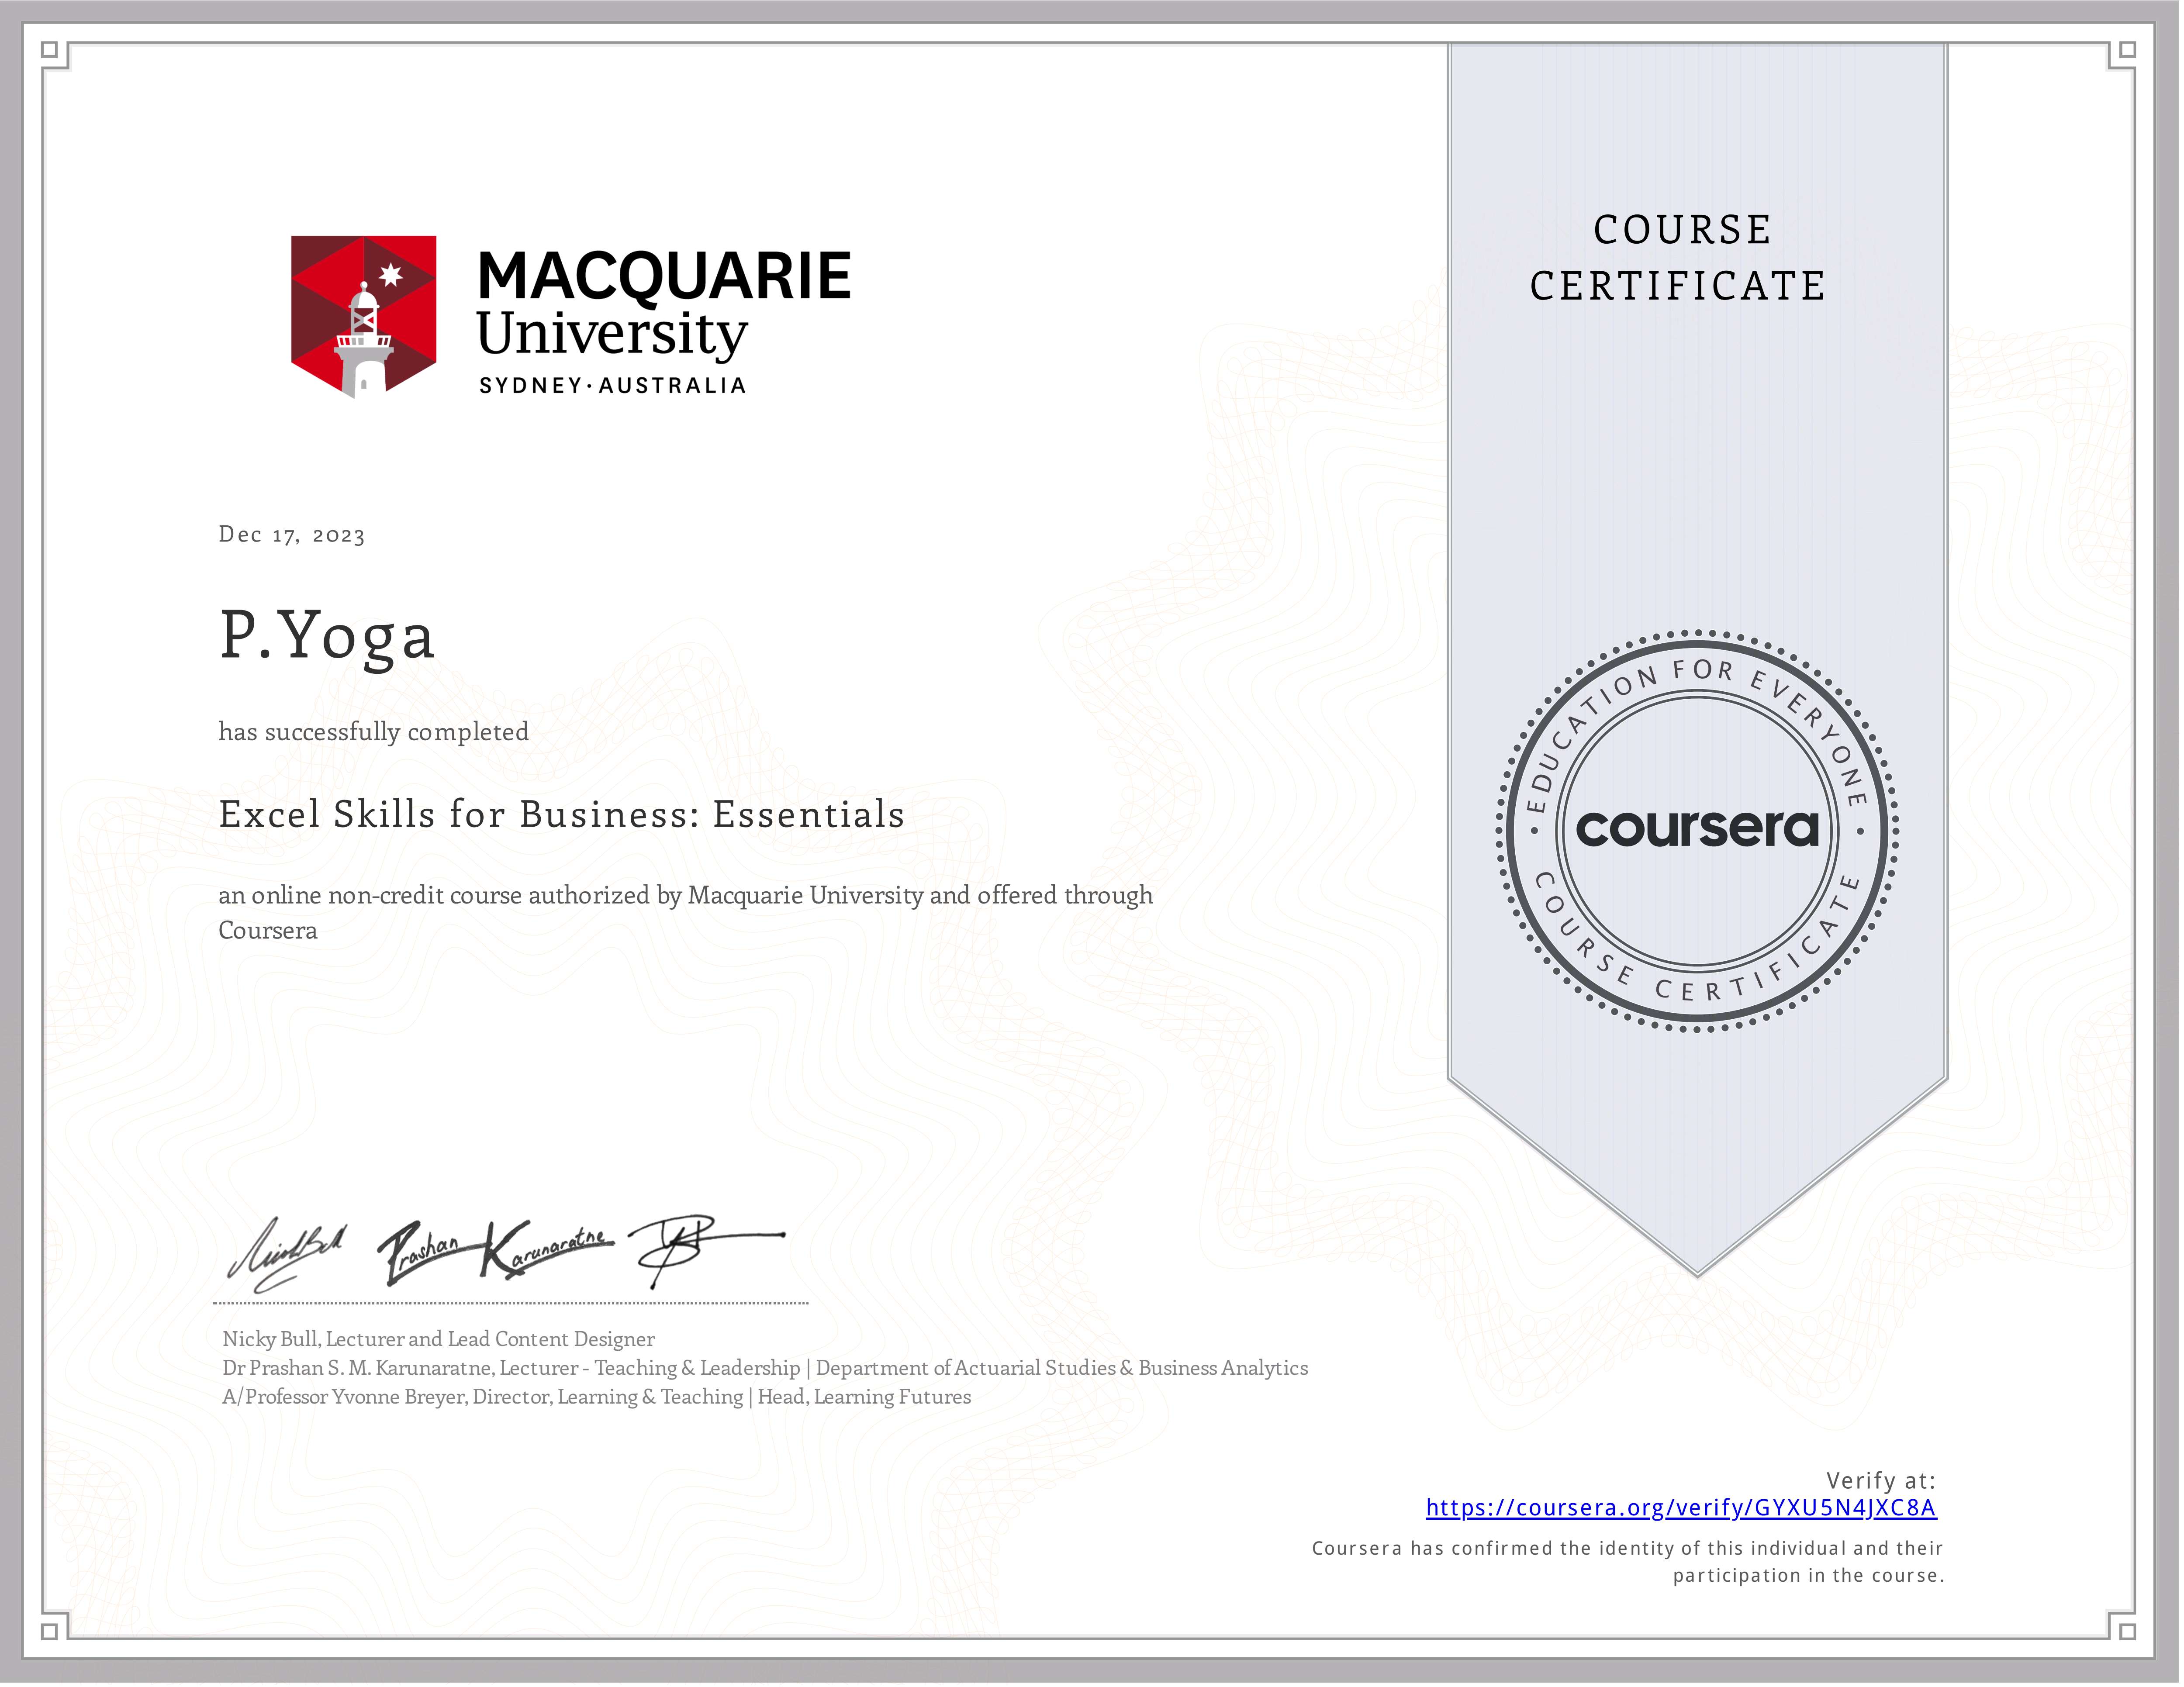 MACQUARIE
University
SYDNEY·AUSTRALIA
COURSE
CERTIFICATE
Dec 17, 2023
P.Yoga
has successfully completed
Excel Skills for Business: Essentials
an online non-credit course authorized by Macquarie University and offered through
Coursera
EDUCATION FOR EVERYONE
coursera
COURSE CERTIFICATE
Prashan Karunaratne
Nicky Bull, Lecturer and Lead Content Designer
Dr Prashan S. M. Karunaratne, Lecturer - Teaching & Leadership | Department of Actuarial Studies & Business Analytics
A/Professor Yvonne Breyer, Director, Learning & Teaching | Head, Learning Futures
Verify at:
https://coursera.org/verify/GYXU5N4JXC8A
Coursera has confirmed the identity of this individual and their
participation in the course.